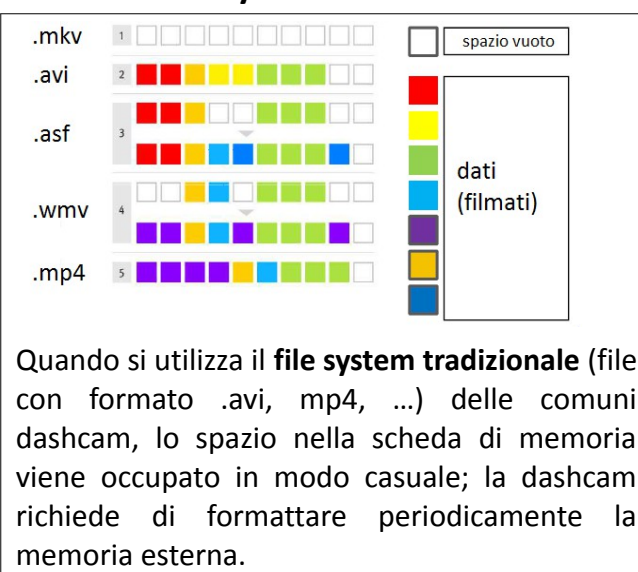 .mkv 1
spazio vuoto
.avi 2
.asf 3
dati
(filmati)
.wmv 4
.mp4 5
Quando si utilizza il file system tradizionale (file
con formato .avi, mp4, …) delle comuni
dashcam, lo spazio nella scheda di memoria
viene occupato in modo casuale; la dashcam
richiede di formattare periodicamente la
memoria esterna.